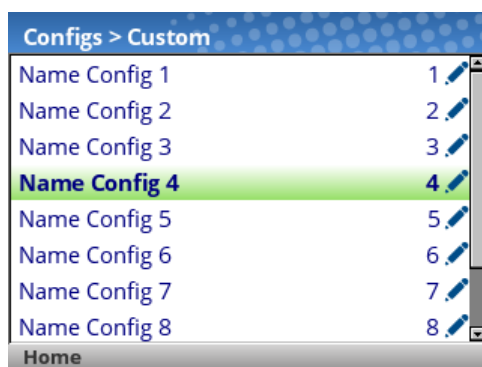 Configs > Custom
Name Config 1 1
Name Config 2 2
Name Config 3 3
Name Config 4 4
Name Config 5 5
Name Config 6 6
Name Config 7 7
Name Config 8 8
Home